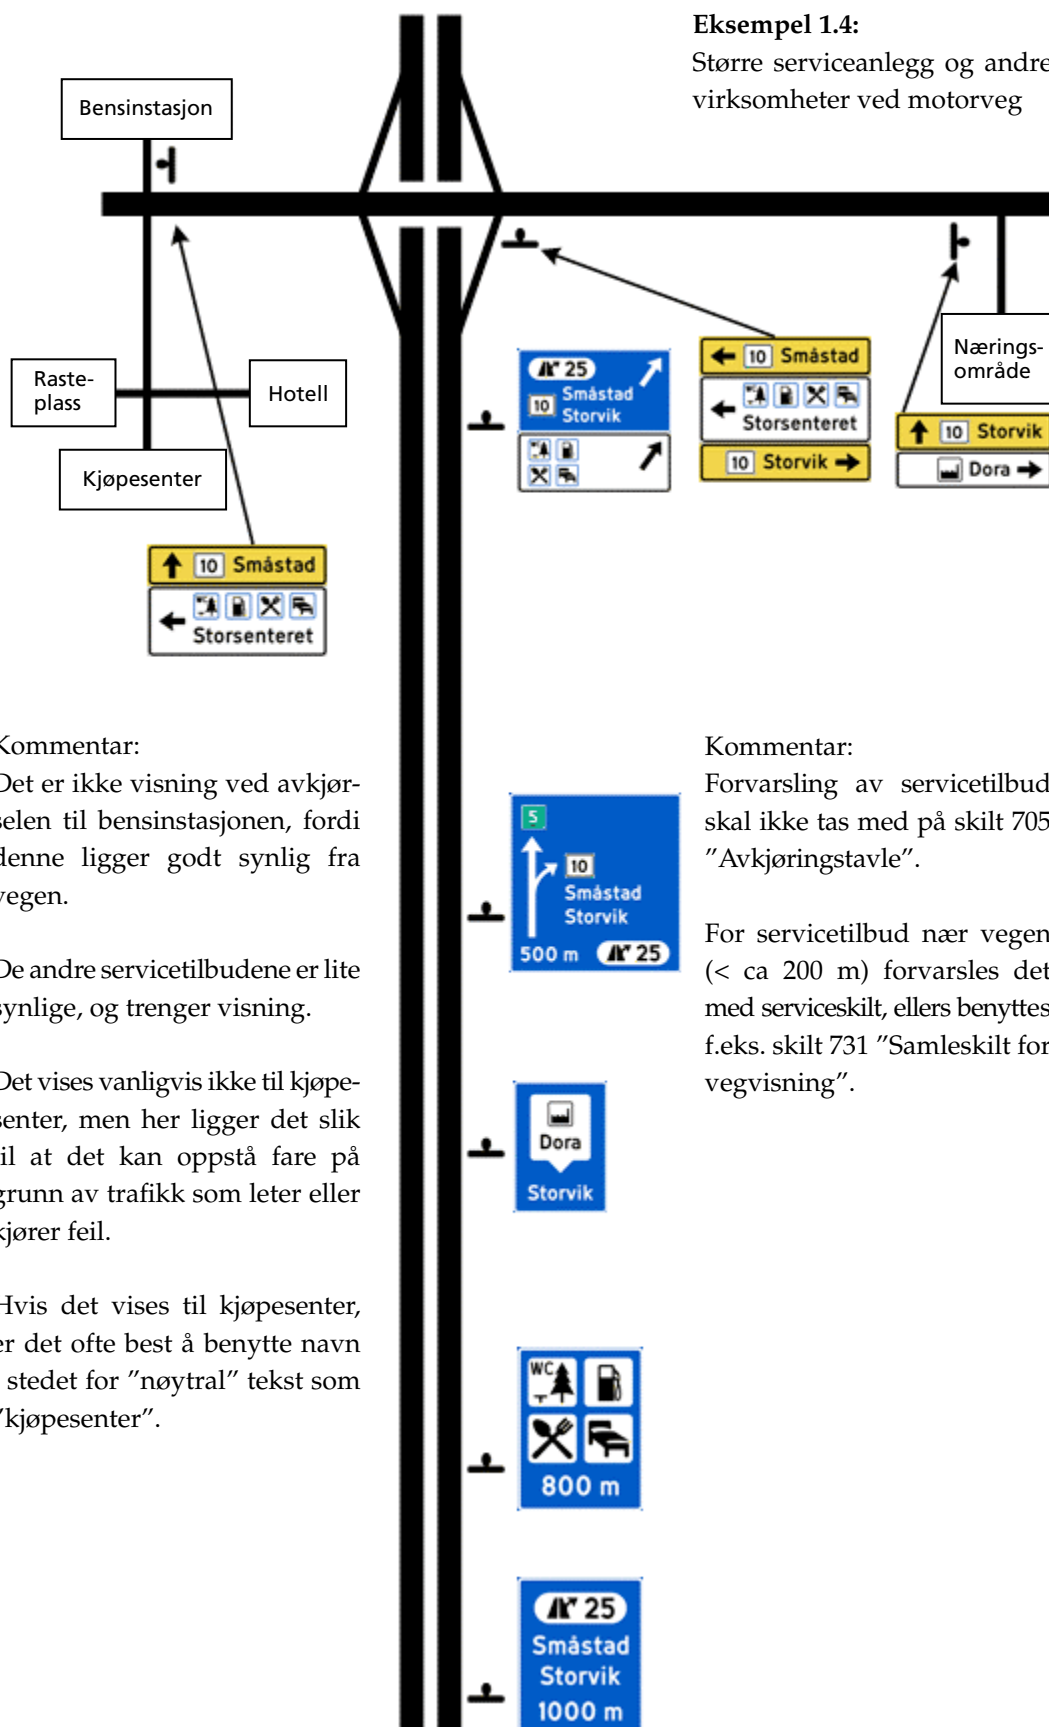 Eksempel 1.4:
Større serviceanlegg og andre
virksomheter ved motorveg
Bensinstasjon
Raste-
plass
Hotell
Kjøpesenter
Nærings-
område
25
10 Småstad
Storvik
10 Småstad
Storsenteret
10 Storvik
10 Storvik
Dora
10 Småstad
Storsenteret
Kommentar:
Det er ikke visning ved avkjør-
selen til bensinstasjonen, fordi
denne ligger godt synlig fra
vegen.
De andre servicetilbudene er lite
synlige, og trenger visning.
Det vises vanligvis ikke til kjøpe-
senter, men her ligger det slik
til at det kan oppstå fare på
grunn av trafikk som leter eller
kjører feil.
Hvis det vises til kjøpesenter,
er det ofte best å benytte navn
stedet for ”nøytral” tekst som
”kjøpesenter”.
Kommentar:
Forvarsling av servicetilbud
skal ikke tas med på skilt 705
”Avkjøringstavle”.
For servicetilbud nær vegen
(< ca 200 m) forvarsles det
med serviceskilt, ellers benyttes
f.eks. skilt 731 ”Samleskilt for
vegvisning”.
5
10
Småstad
Storvik
500 m 25
Dora
Storvik
WC
800 m
25
Småstad
Storvik
1000 m